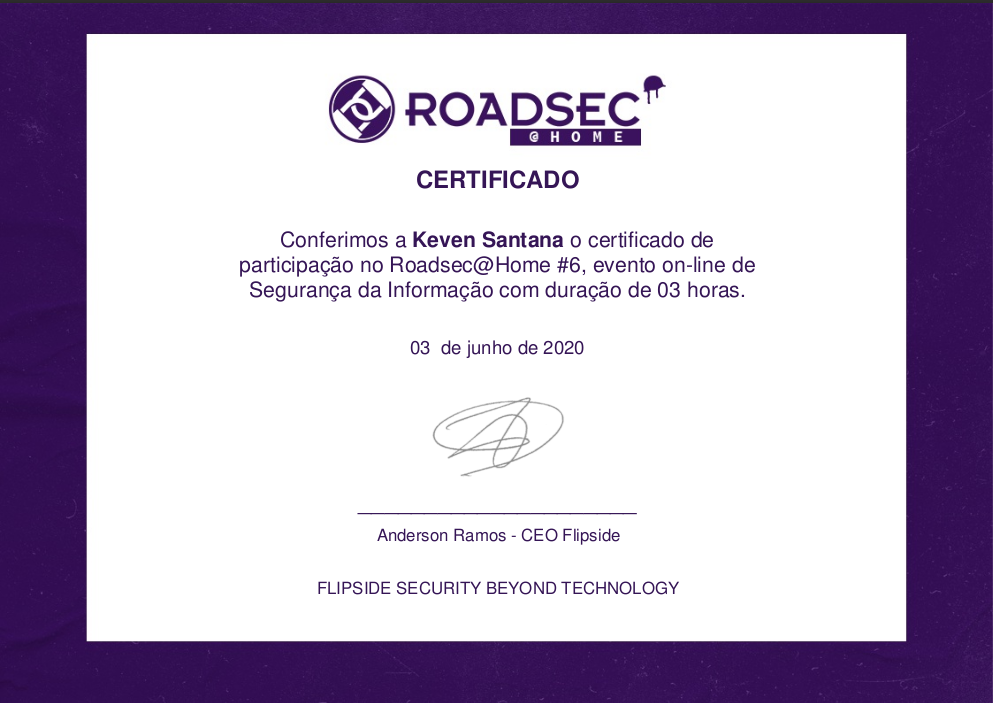 ROADSEC
@HOME
CERTIFICADO
Conferimos a Keven Santana o certificado de
participação no Roadsec@Home #6, evento on-line de
Segurança da Informação com duração de 03 horas.
03 de junho de 2020
Anderson Ramos - CEO Flipside
FLIPSIDE SECURITY BEYOND TECHNOLOGY